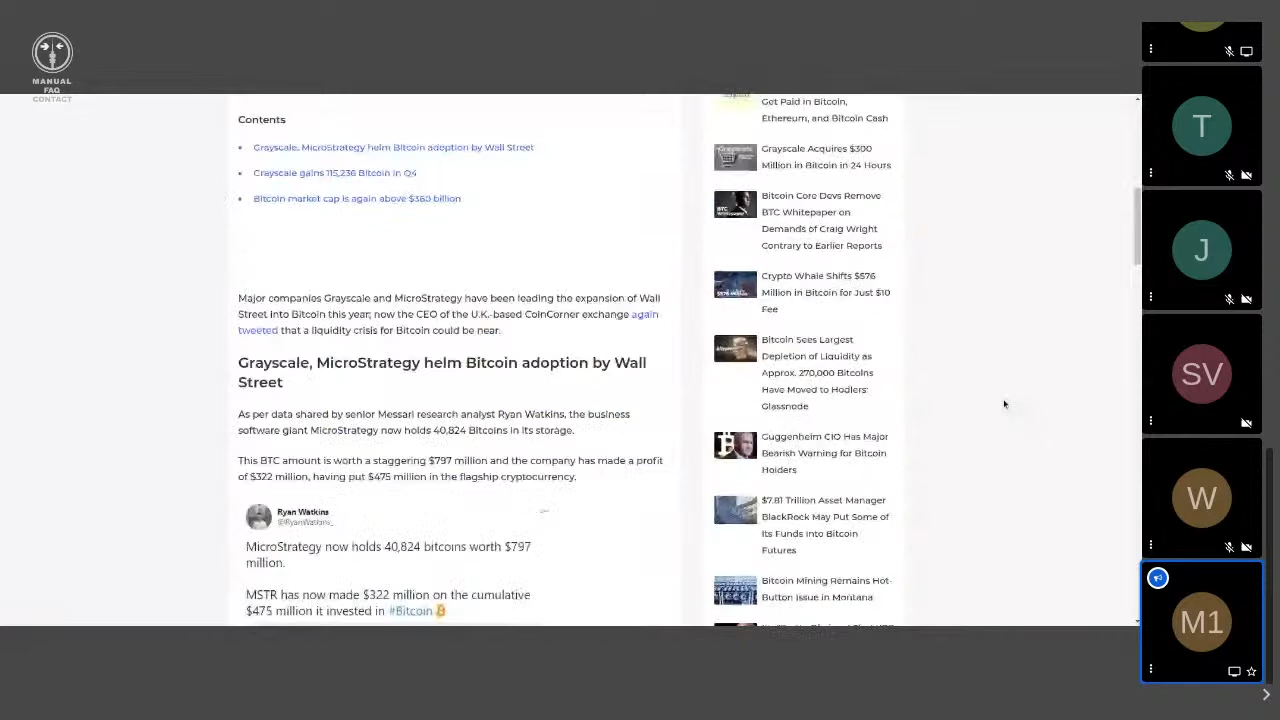 MANUAL
FAQ
CONTACT
Contents
Grayscale, MicroStrategy helm Bitcoin adoption by Wall Street
Grayscale gains 115,236 Bitcoin in Q4
Bitcoin market cap is again above $360 billion
Major companies Grayscale and MicroStrategy have been leading the expansion of Wall
Street into Bitcoin this year; now the CEO of the U.K.-based CoinCorner exchange again
tweeted that a liquidity crisis for Bitcoin could be near.
Grayscale, MicroStrategy helm Bitcoin adoption by Wall
Street
As per data shared by senior Messari research analyst Ryan Watkins, the business
software giant MicroStrategy now holds 40,824 Bitcoins in its storage.
This BTC amount is worth a staggering $797 million and the company has made a profit
of $322 million, having put $475 million in the flagship cryptocurrency.
Ryan Watkins
@RyanWatkins_
MicroStrategy now holds 40,824 bitcoins worth $797
million.
MSTR has now made $322 million on the cumulative
$475 million it invested in #Bitcoin
Get Paid in Bitcoin,
Ethereum, and Bitcoin Cash
Grayscale Acquires $300
Million in Bitcoin in 24 Hours
Bitcoin Core Devs Remove
BTC Whitepaper on
Demands of Craig Wright
Contrary to Earlier Reports
Crypto Whale Shifts $576
Million in Bitcoin for Just $10
Fee
Bitcoin Sees Largest
Depletion of Liquidity as
Approx. 270,000 Bitcoins
Have Moved to Hodlers:
Glassnode
Guggenheim CIO Has Major
Bearish Warning for Bitcoin
Holders
$7.81 Trillion Asset Manager
BlackRock May Put Some of
Its Funds Into Bitcoin
Futures
Bitcoin Mining Remains Hot-
Button Issue in Montana
T
J
SV
W
M1